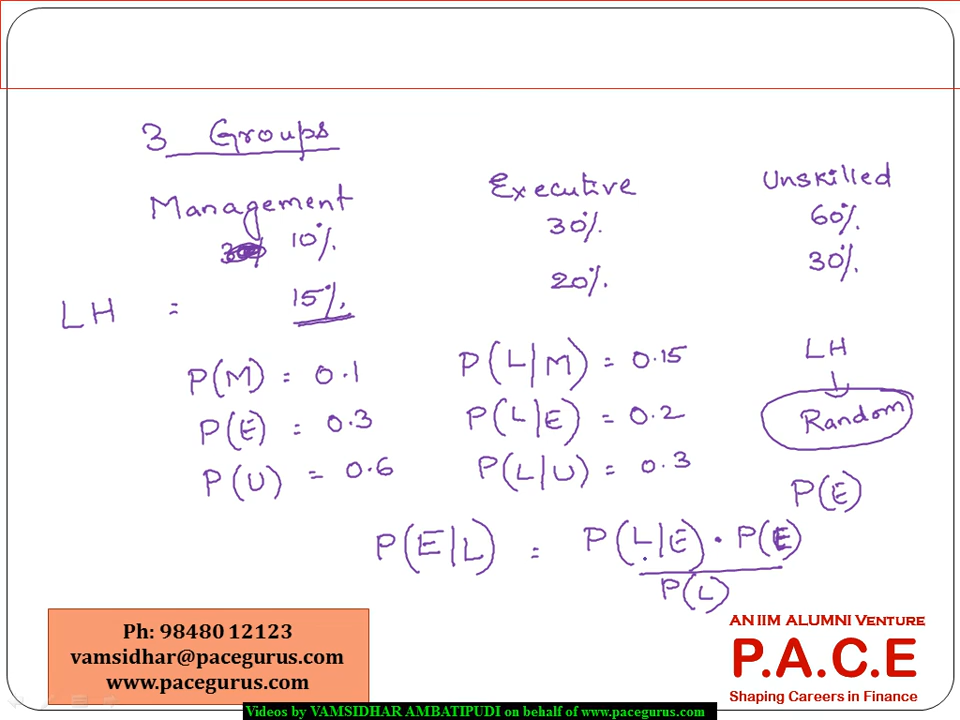 3 Groups
Management Executive Unskilled
10% 30% 60%
LH = 15% 20% 30%
P(M) = 0.1 P(L|M) = 0.15 LH
P(E) = 0.3 P(L|E) = 0.2 Random
P(U) = 0.6 P(L|U) = 0.3 P(E)
P(E|L) = P(L|E) . P(E)
P(L)
Ph: 98480 12123
vamsidhar@pacegurus.com
www.pacegurus.com
AN IIM ALUMNI VENTURE
P.A.C.E
Shaping Careers in Finance
Videos by VAMSIDHAR AMBATIPUDI on behalf of www.pacegurus.com